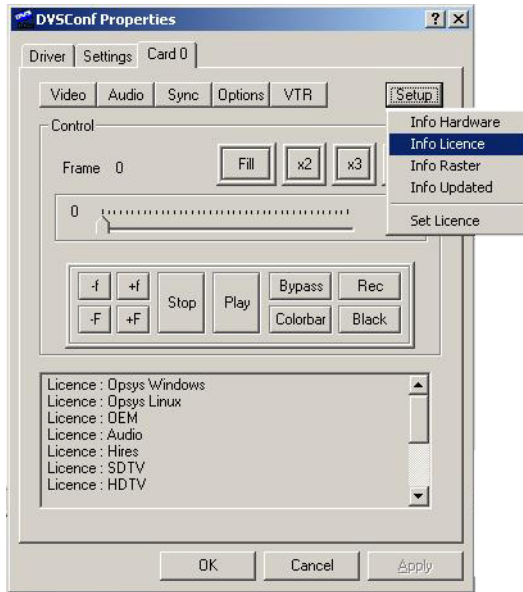 DVSConf Properties
Driver Settings Card 0
Video Audio Sync Options VTR Setup
Info Hardware
Info Licence
Info Raster
Info Updated
Set Licence
Control
Frame 0 Fill x2 x3
0
-f +f Stop Play Bypass Rec
-F +F Colorbar Black
Licence : Opsys Windows
Licence : Opsys Linux
Licence : OEM
Licence : Audio
Licence : Hires
Licence : SDTV
Licence : HDTV
OK Cancel Apply